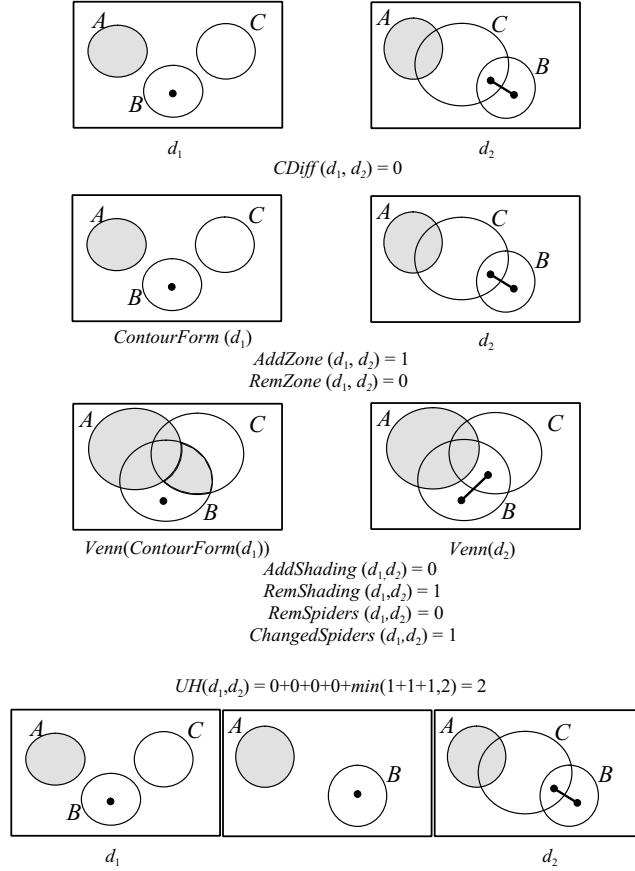 A C B
A C B
d1 d2
CDiff (d1, d2) = 0
A C B
A C B
ContourForm (d1) d2
AddZone (d1, d2) = 1
RemZone (d1, d2) = 0
A C B
A C B
Venn(ContourForm(d1)) Venn(d2)
AddShading (d1,d2) = 0
RemShading (d1,d2) = 1
RemSpiders (d1,d2) = 0
ChangedSpiders (d1,d2) = 1
UH(d1,d2) = 0+0+0+0+min(1+1+1,2) = 2
A C B
A B
A C B
d1 d2